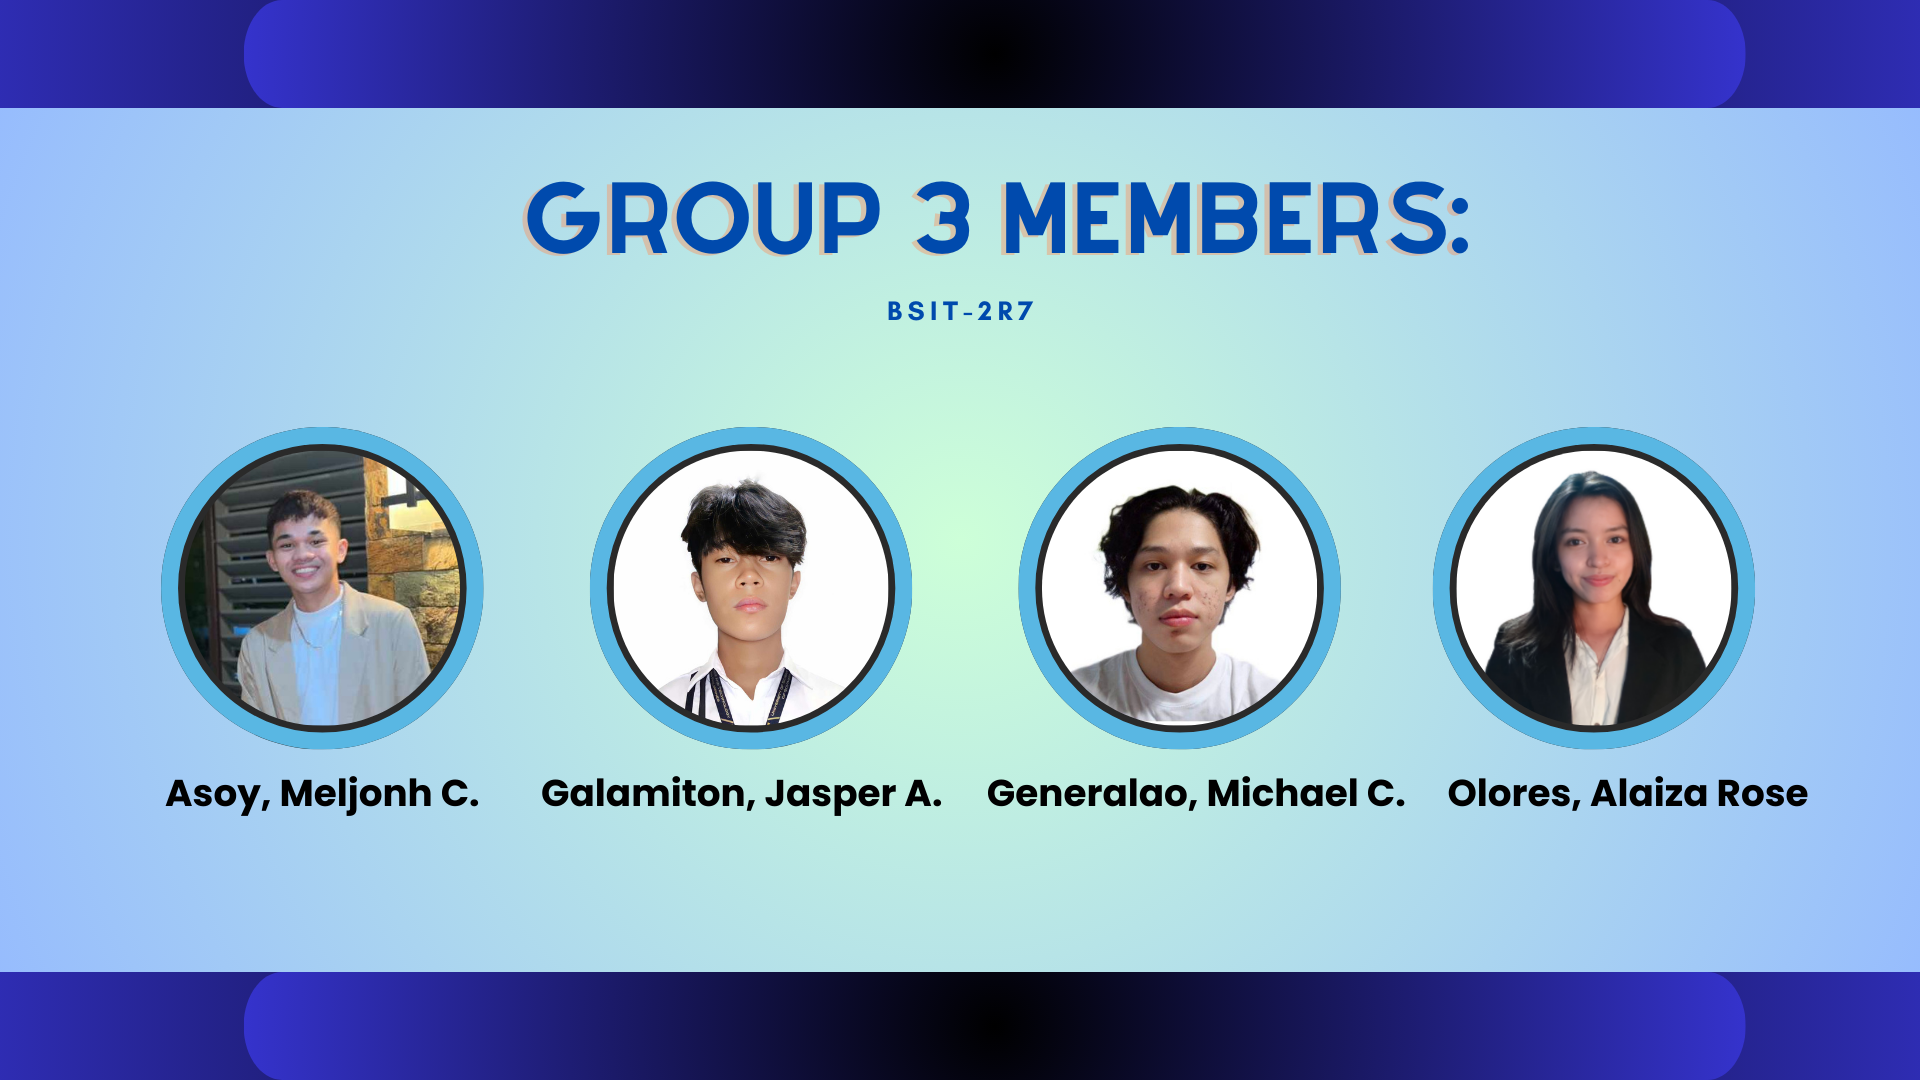 GROUP 3 MEMBERS:
BSIT-2R7
Asoy, Meljonh C.
Galamiton, Jasper A.
Generalao, Michael C.
Olores, Alaiza Rose